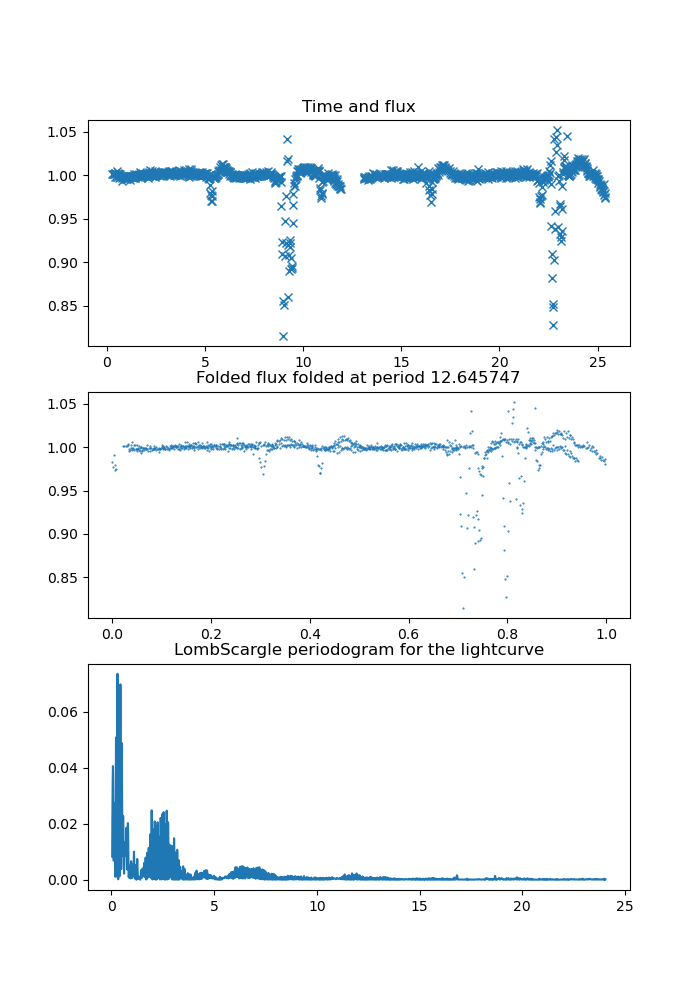 Time and flux
1.05
1.00
0.95
0.90
0.85
0 5 10 15 20 25
Folded flux folded at period 12.645747
1.05
1.00
0.95
0.90
0.85
0.0 0.2 0.4 0.6 0.8 1.0
LombScargle periodogram for the lightcurve
0.06
0.04
0.02
0.00
0 5 10 15 20 25